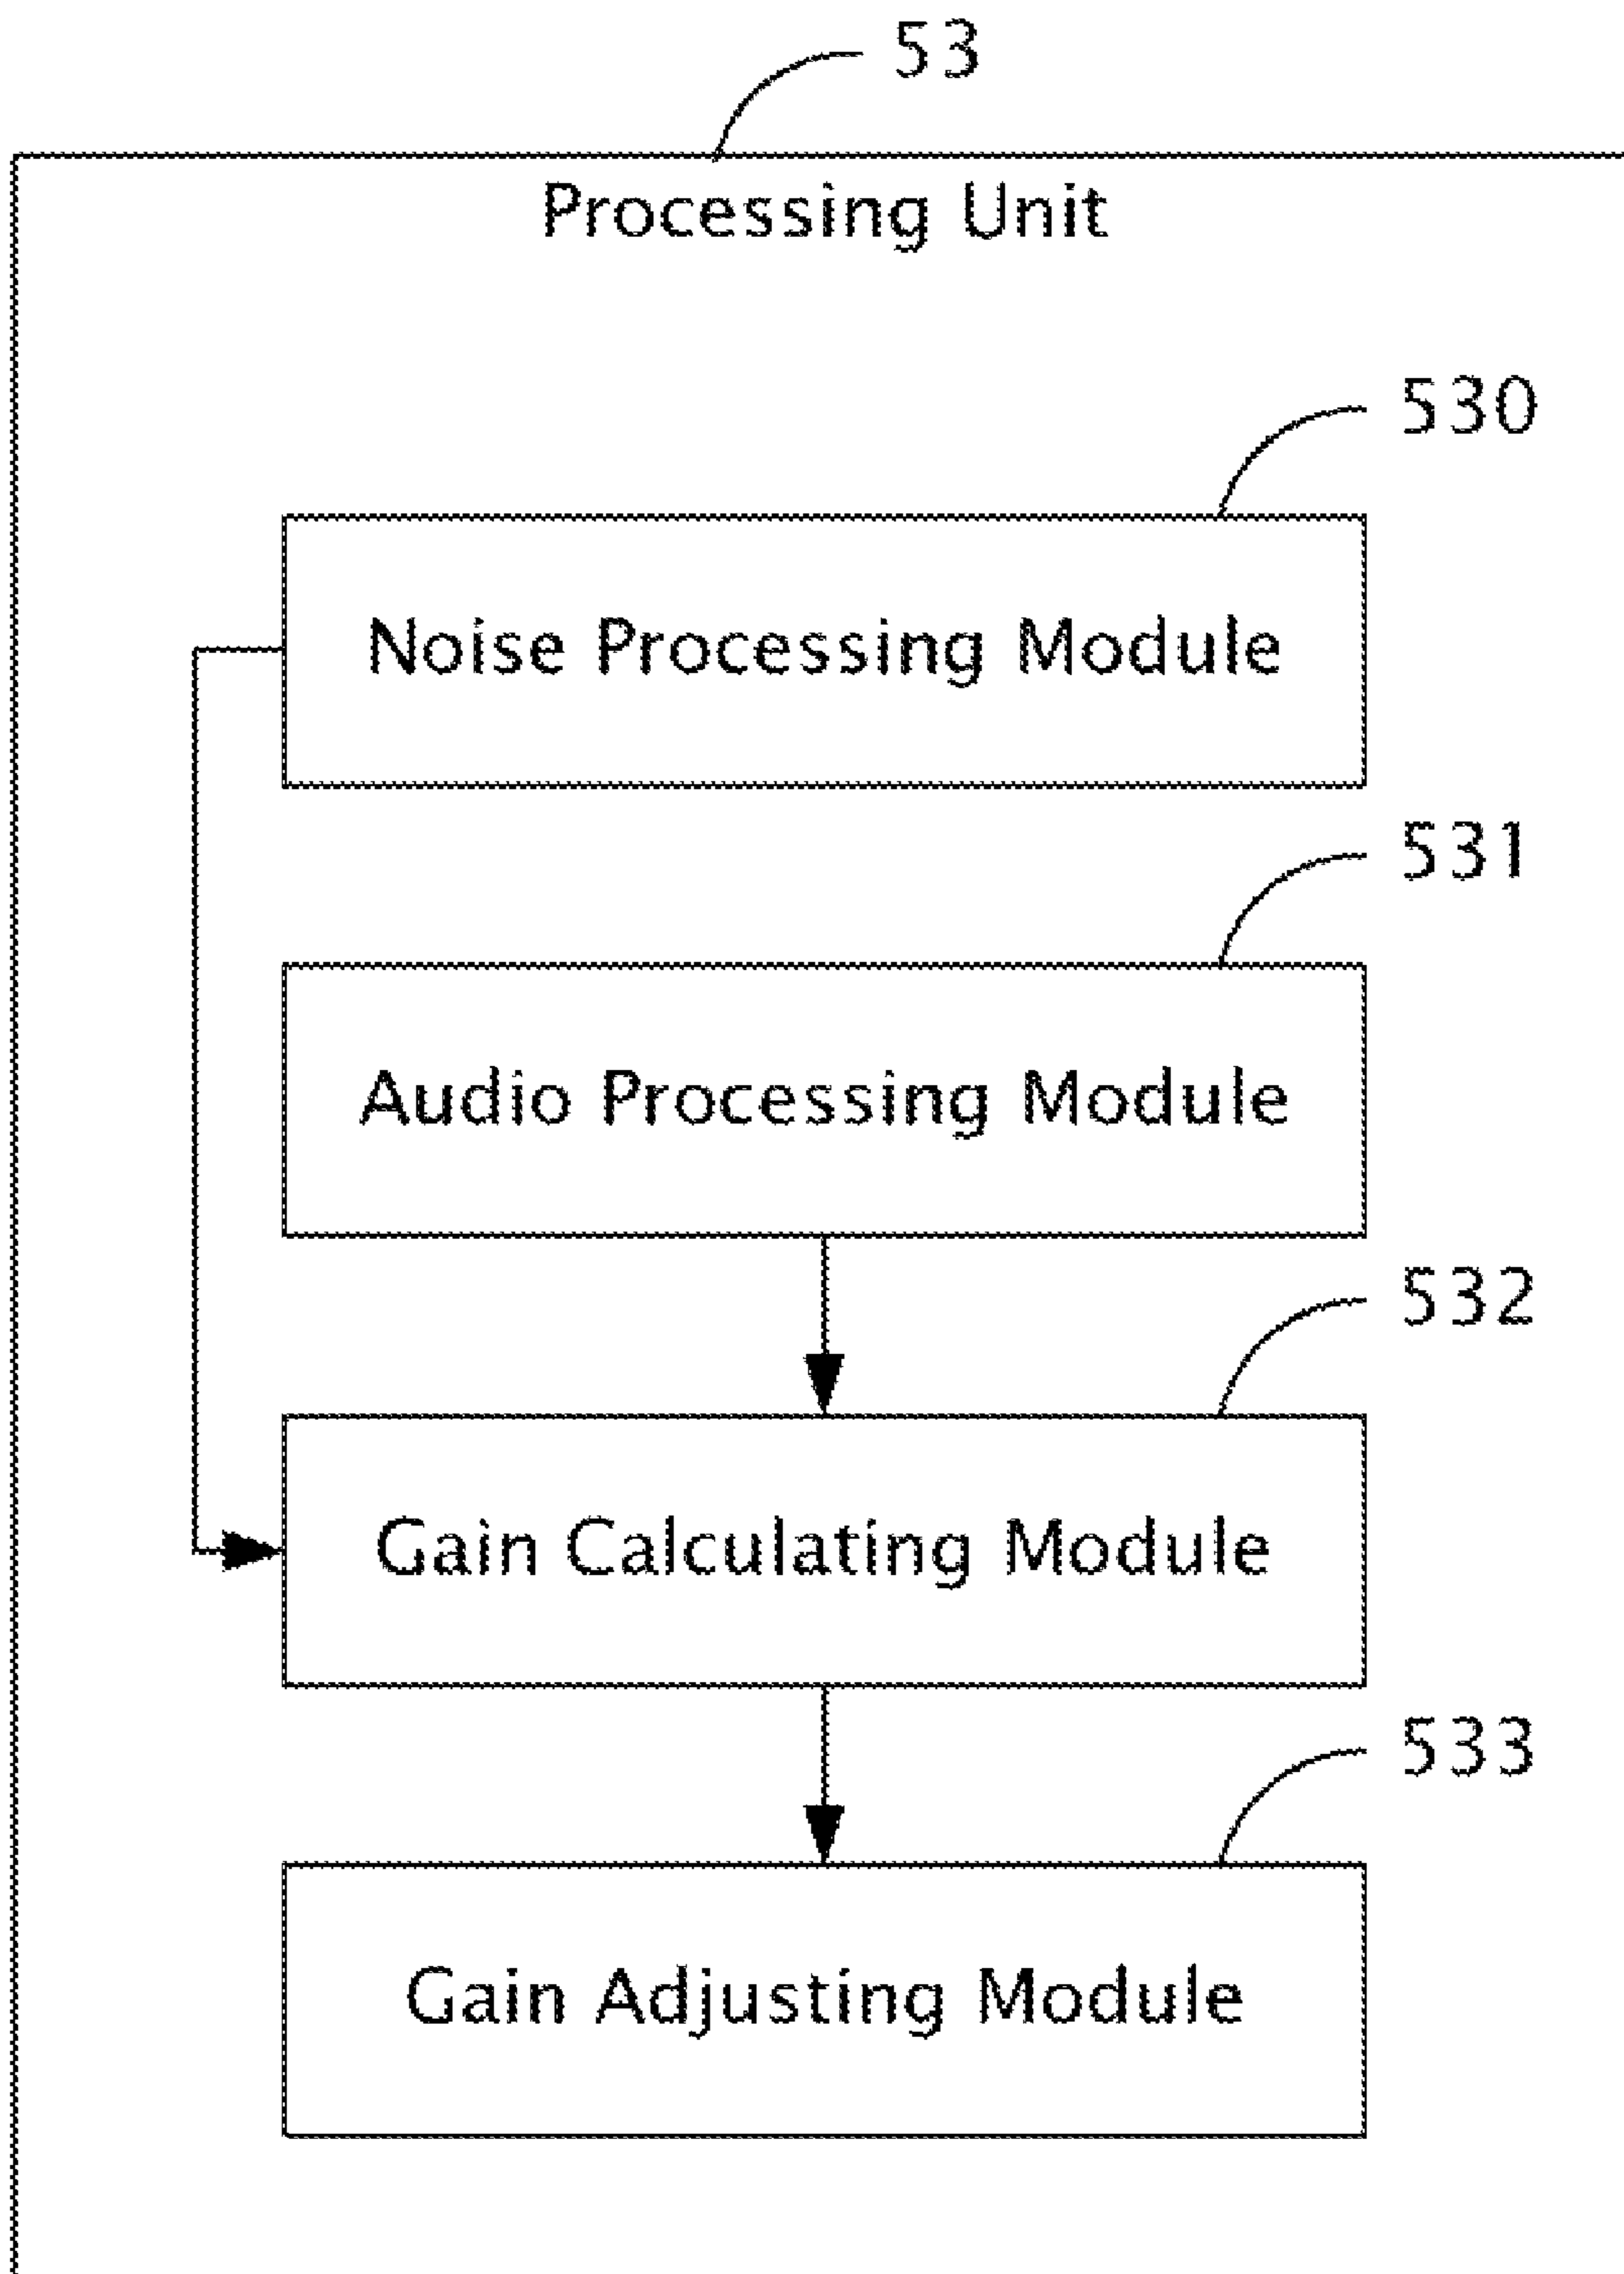 53
Processing Unit
530
Noise Processing Module
531
Audio Processing Module
532
Gain Calculating Module
533
Gain Adjusting Module